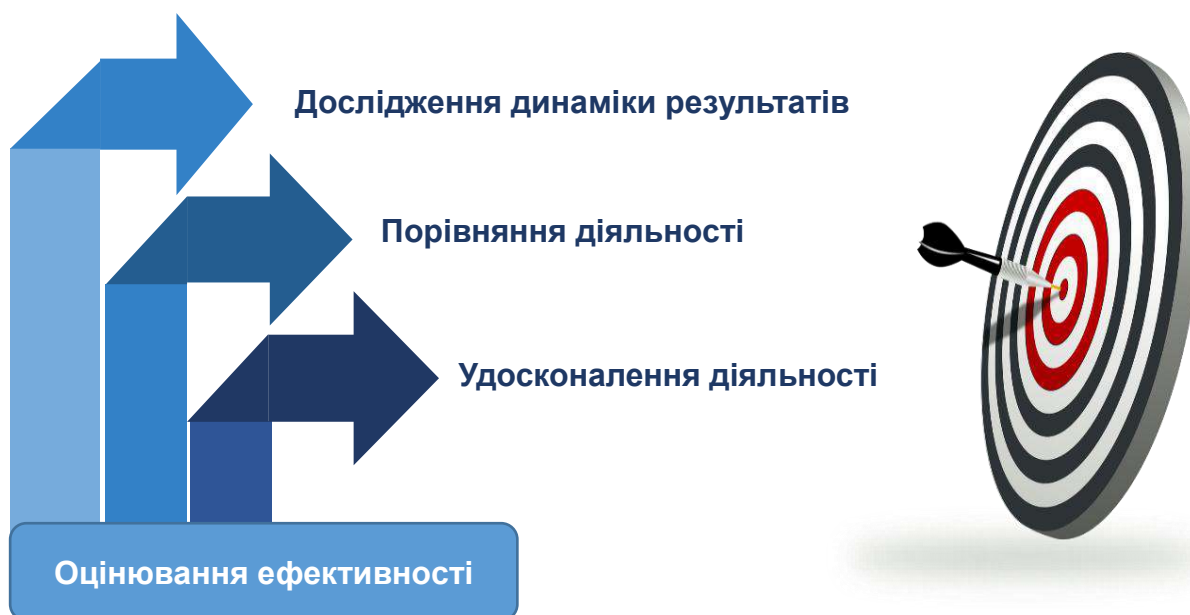 Дослідження динаміки результатів
Порівняння діяльності
Удосконалення діяльності
Оцінювання ефективності